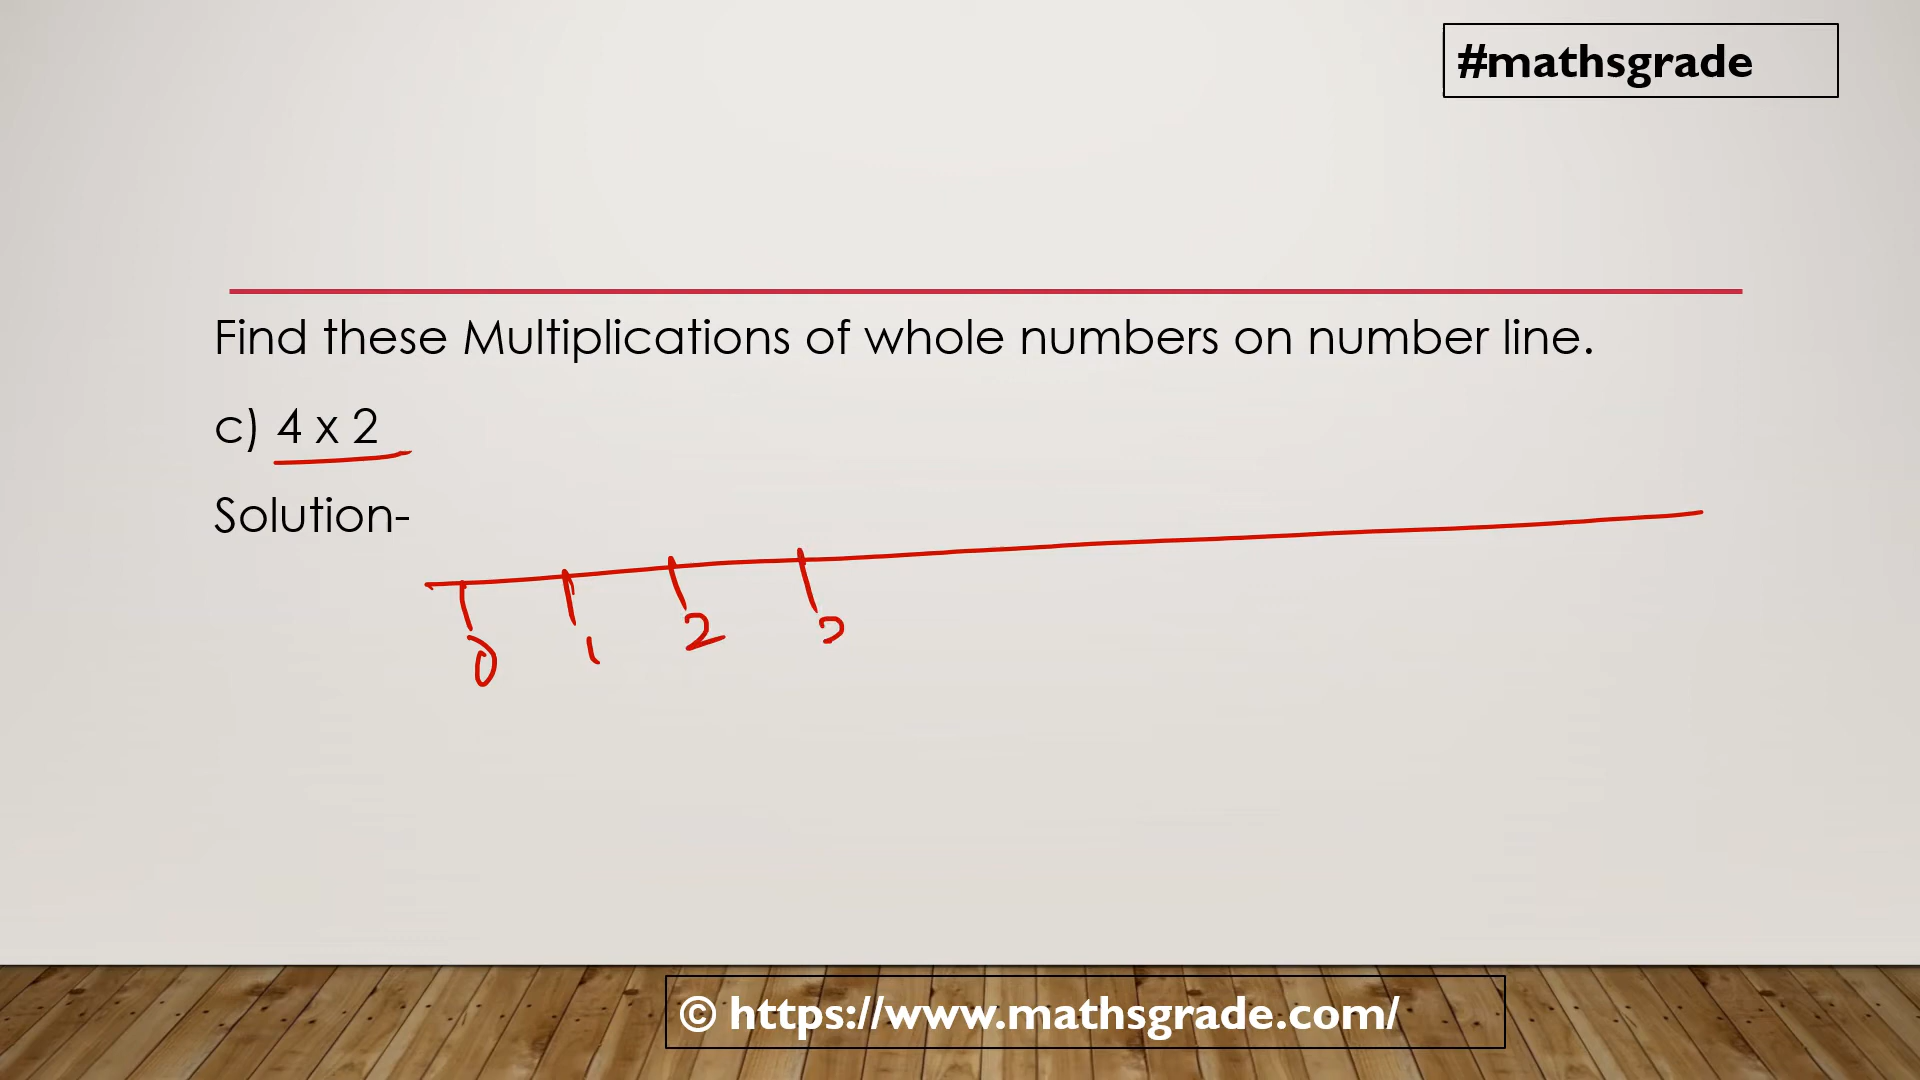 #mathsgrade
Find these Multiplications of whole numbers on number line.
c) 4 x 2
Solution-
0 1 2
© https://www.mathsgrade.com/